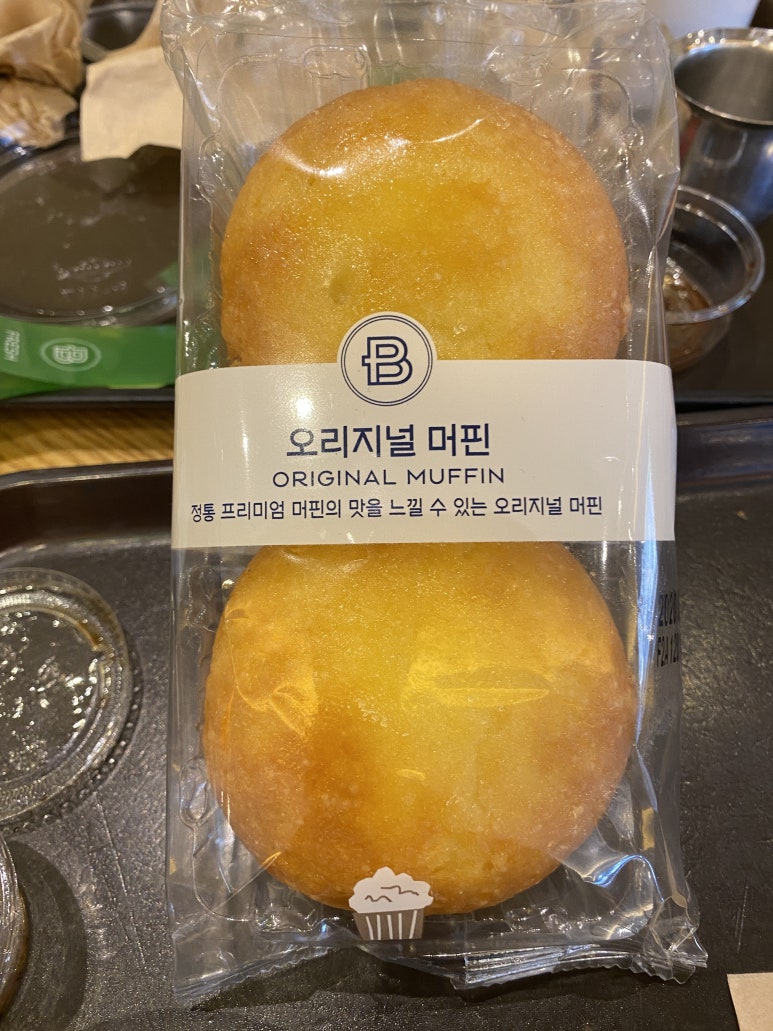 B
오리지널 머핀
ORIGINAL MUFFIN
정통 프리미엄 머핀의 맛을 느낄 수 있는 오리지널 머핀